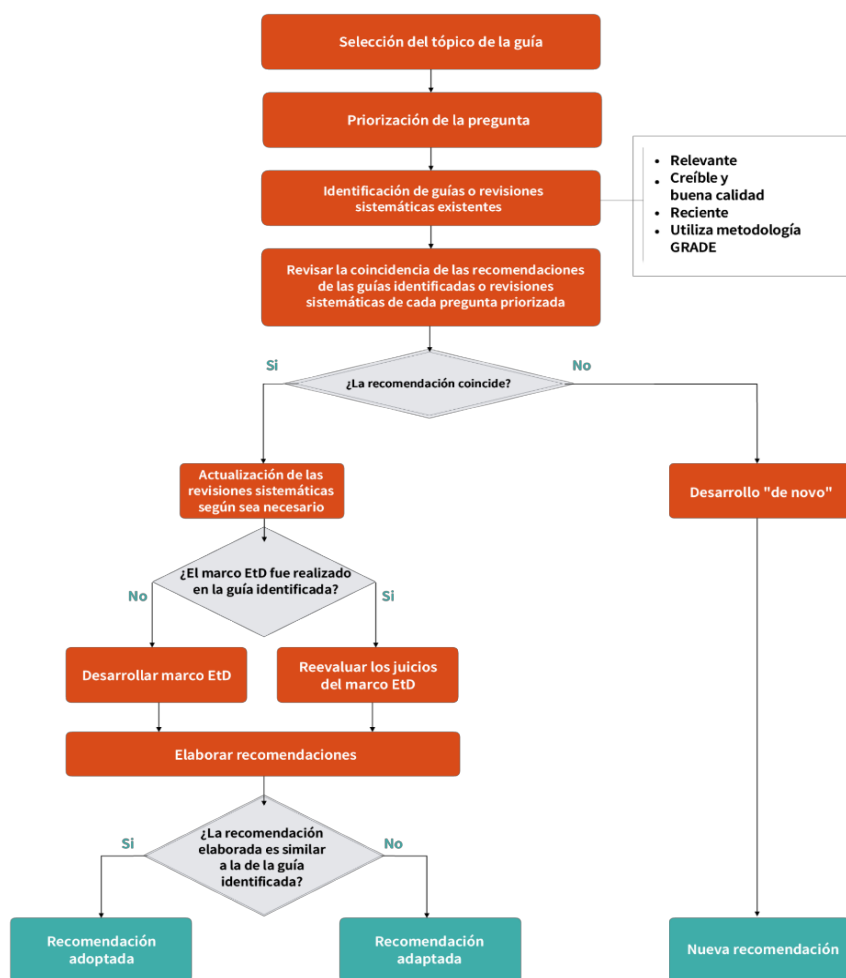 Selección del tópico de la guía
Priorización de la pregunta
Identificación de guías o revisiones
sistemáticas existentes
• Relevante
• Creíble y
buena calidad
• Reciente
• Utiliza metodología
GRADE
Revisar la coincidencia de las recomendaciones
de las guías identificadas o revisiones
sistemáticas de cada pregunta priorizada
Si
No
¿La recomendación coincide?
Actualización de las
revisiones sistemáticas
según sea necesario
Desarrollo "de novo"
¿El marco EtD fue realizado
en la guía identificada?
No
Si
Desarrollar marco EtD
Reevaluar los juicios
del marco EtD
Elaborar recomendaciones
Si
No
¿La recomendación
elaborada es similar
a la de la guía
identificada?
Recomendación
adoptada
Recomendación
adaptada
Nueva recomendación